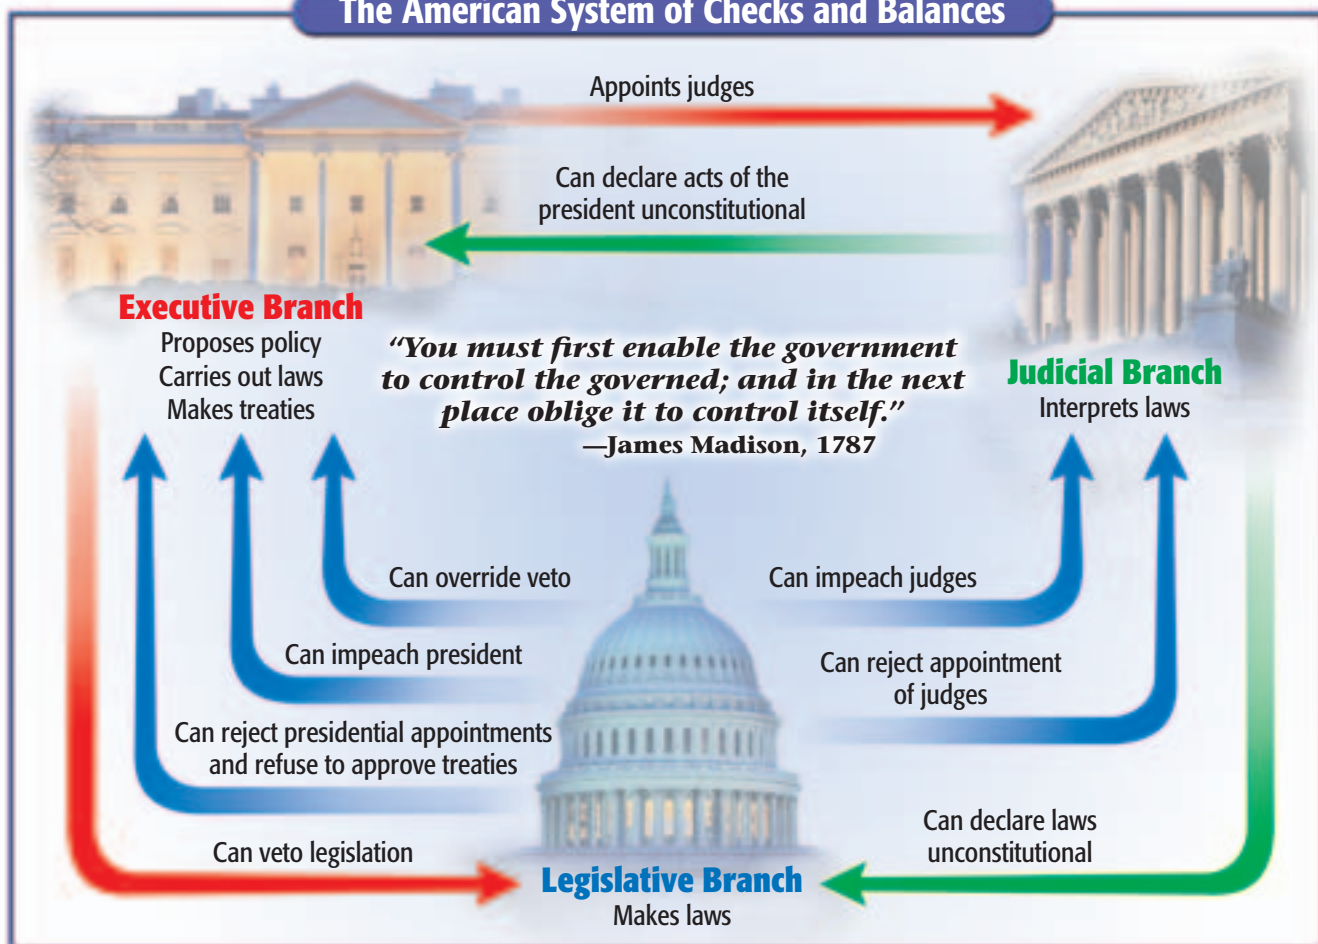 The American System of Checks and Balances
Appoints judges
Can declare acts of the
president unconstitutional
Executive Branch
Proposes policy
Carries out laws
Makes treaties
“You must first enable the government
to control the governed; and in the next
place oblige it to control itself.”
—James Madison, 1787
Judicial Branch
Interprets laws
Can override veto
Can impeach president
Can reject presidential appointments
and refuse to approve treaties
Can veto legislation
Can impeach judges
Can reject appointment
of judges
Can declare laws
unconstitutional
Legislative Branch
Makes laws